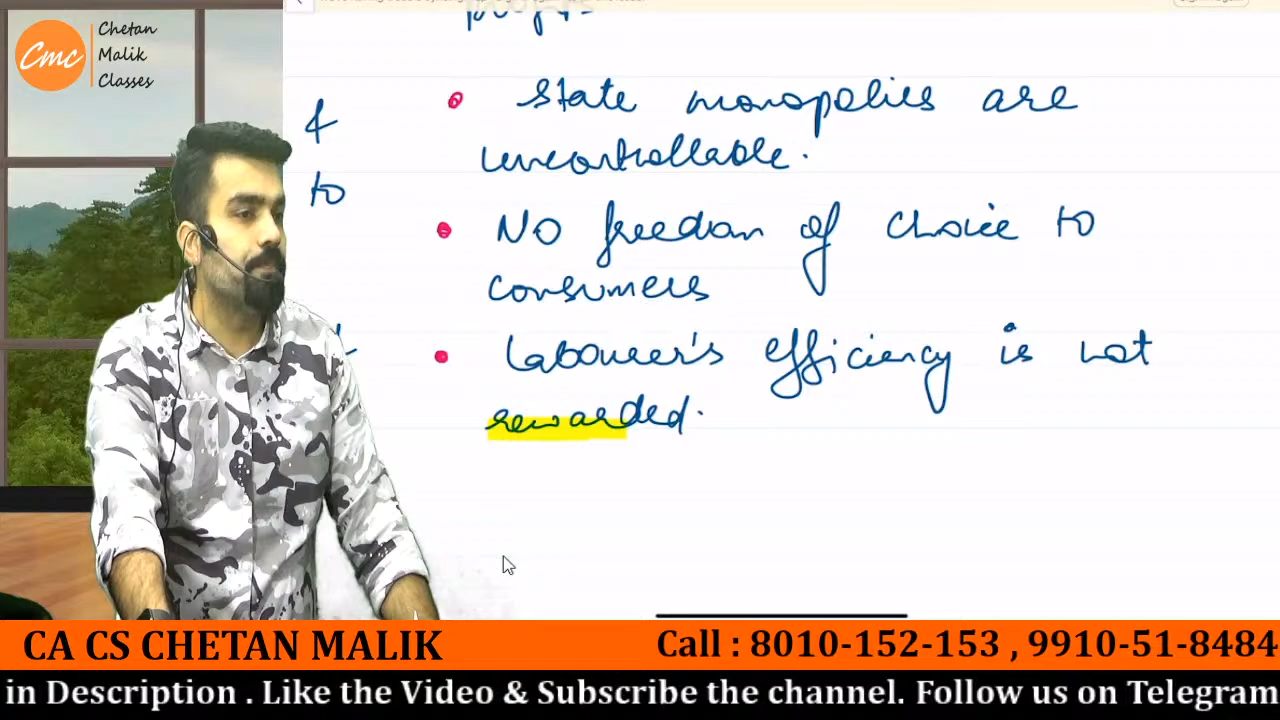 Cmc
Chetan
Malik
Classes
&
to
• State monopolies are
uncontrollable.
• No freedom of choice to
consumers
• Labourer's efficiency is not
rewarded.
CA CS CHETAN MALIK
Call : 8010-152-153 , 9910-51-8484
in Description . Like the Video & Subscribe the channel. Follow us on Telegram